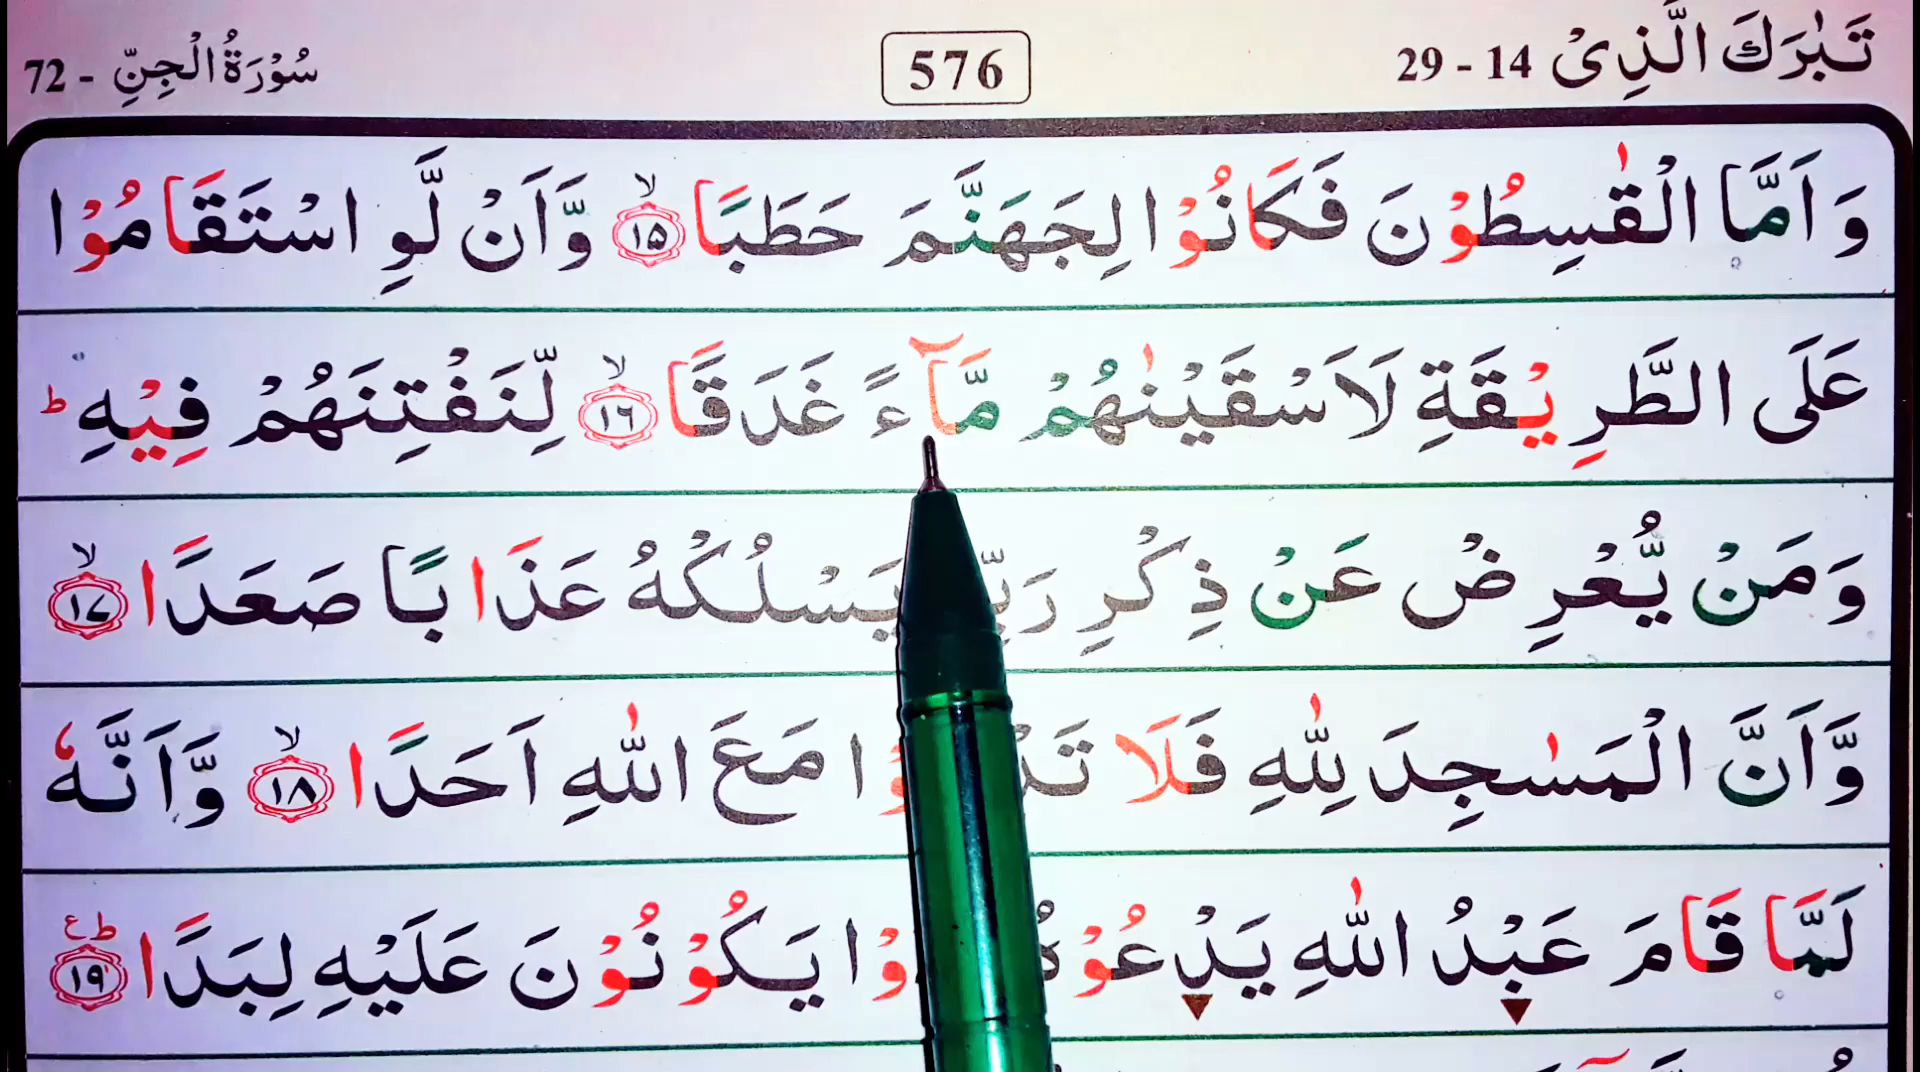 تَبٰرَكَ الَّذِیْ 14 - 29
576
سُوْرَةُ الْجِنِّ - 72
وَ اَمَّا الْقٰسِطُوْنَ فَكَانُوْا لِجَهَنَّمَ حَطَبًا ۙ۱۵ وَّاَنْ لَّوِ اسْتَقَامُوْا
عَلَى الطَّرِيْقَةِ لَاَسْقَيْنٰهُمْ مَّآءً غَدَقًا ۙ۱۶ لِّنَفْتِنَهُمْ فِيْهِ ؕ
وَمَنْ يُّعْرِضْ عَنْ ذِكْرِ يَسْلُكْهُ عَذَابًا صَعَدًا ۙ۱۷
وَّاَنَّ الْمَسٰجِدَ لِلّٰهِ فَلَا مَعَ اللّٰهِ اَحَدًا ۙ۱۸ وَّاَنَّهٗ
لَمَّا قَامَ عَبْدُ اللّٰهِ يَدْعُوْهُ يَكُوْنُوْنَ عَلَيْهِ لِبَدًا ؕ۱۹ ع